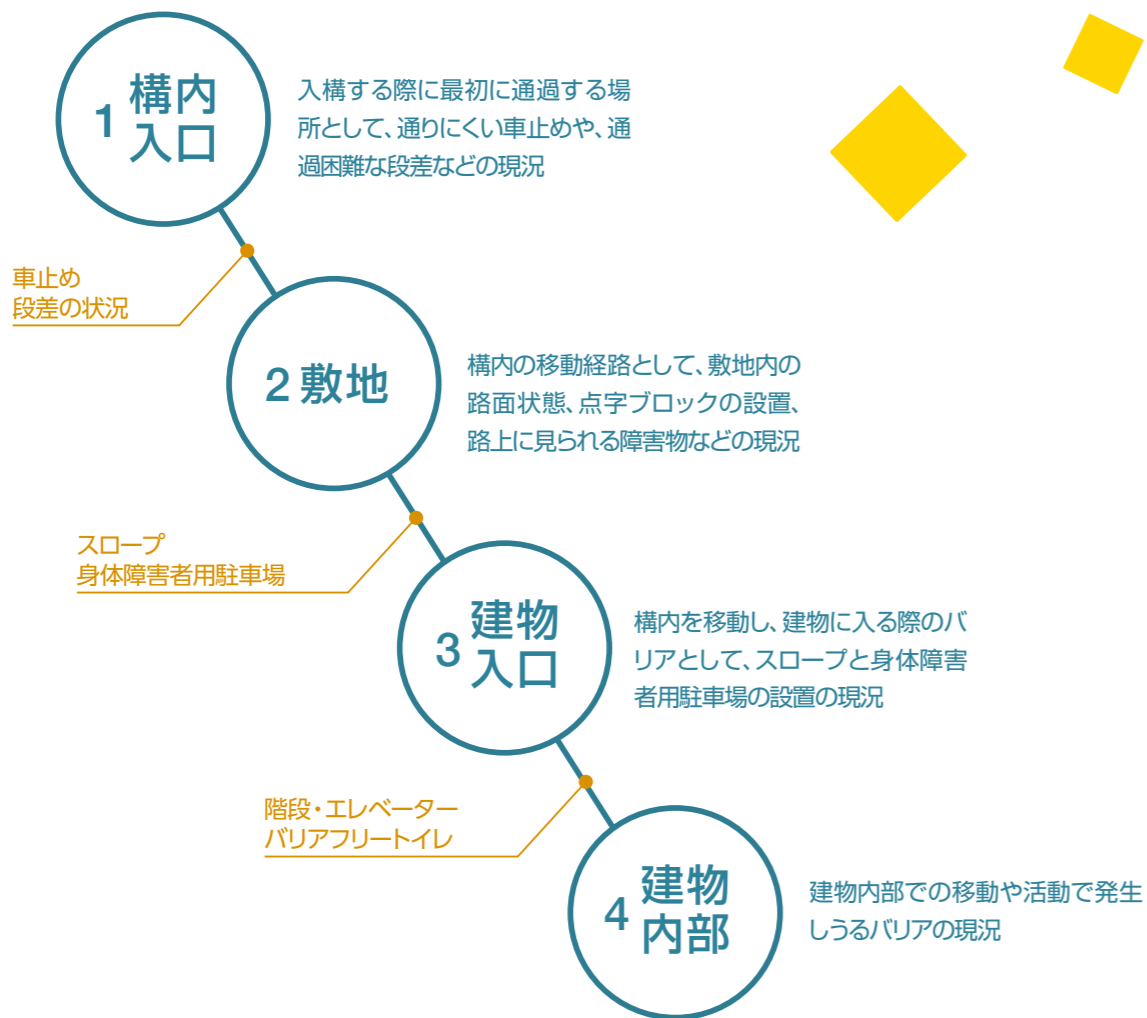 1 構内
入口
入構する際に最初に通過する場
所として、通りにくい車止めや、通
過困難な段差などの現況
車止め
段差の状況
2 敷地
構内の移動経路として、敷地内の
路面状態、点字ブロックの設置、
路上に見られる障害物などの現況
スロープ
身体障害者用駐車場
3 建物
入口
構内を移動し、建物に入る際のバ
リアとして、スロープと身体障害
者用駐車場の設置の現況
階段・エレベーター
バリアフリートイレ
4 建物
内部
建物内部での移動や活動で発生
しうるバリアの現況